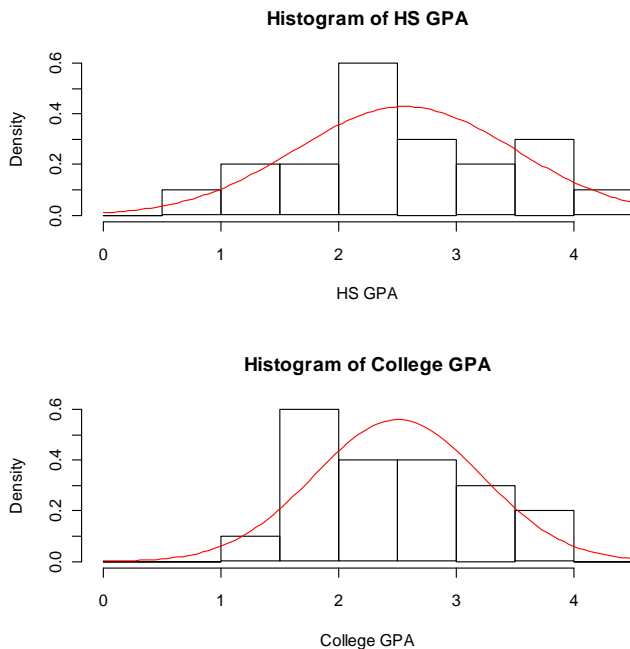 Histogram of HS GPA
0.6
0.4
0.2
0.0
Density
0 1 2 3 4
HS GPA
Histogram of College GPA
0.6
0.4
0.2
0.0
Density
0 1 2 3 4
College GPA